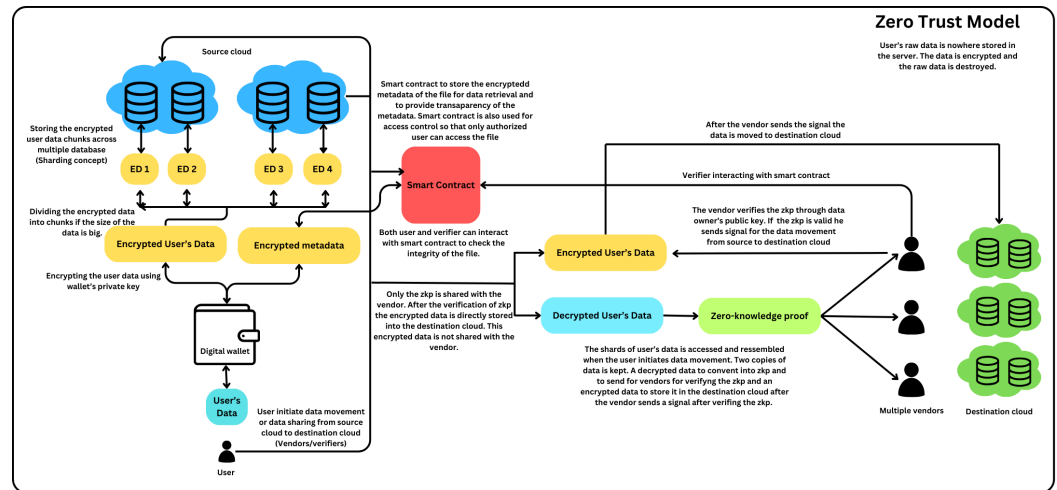 Zero Trust Model
User's raw data is nowhere stored in
the server. The data is encrypted and
the raw data is destroyed.
Source cloud
Smart contract to store the encryptedd
metadata of the file for data retrieval and
to provide transaparency of the
metadata. Smart contract is also used for
access control so that only authorized
user can access the file
After the vendor sends the signal the
data is moved to destination cloud
Storing the encrypted
user data chunks across
multiple database
(Sharding concept)
ED 1
ED 2
ED 3
ED 4
Smart Contract
Verifier interacting with smart contract
Dividing the encrypted data
into chunks if the size of the
data is big.
Encrypted User's Data
Encrypted metadata
Both user and verifier can interact
with smart contract to check the
integrity of the file.
Encrypted User's Data
The vendor verifies the zkp through data
owner's public key. If the zkp is valid he
sends signal for the data movement
from source to destination cloud
Encrypting the user data using
wallet's private key
Only the zkp is shared with the
vendor. After the verification of zkp
the encrypted data is directly stored
into the destination cloud. This
encrypted data is not shared with the
vendor.
Decrypted User's Data
Zero-knowledge proof
Digital wallet
The shards of user's data is accessed and ressembled
when the user initiates data movement. Two copies of
data is kept. A decrypted data to convent into zkp and
to send for vendors for verifyng the zkp and an
encrypted data to store it in the destination cloud after
the vendor sends a signal after verifing the zkp.
User's
Data
User initiate data movement
or data sharing from source
cloud to destination cloud
(Vendors/verifiers)
Multiple vendors
Destination cloud
User